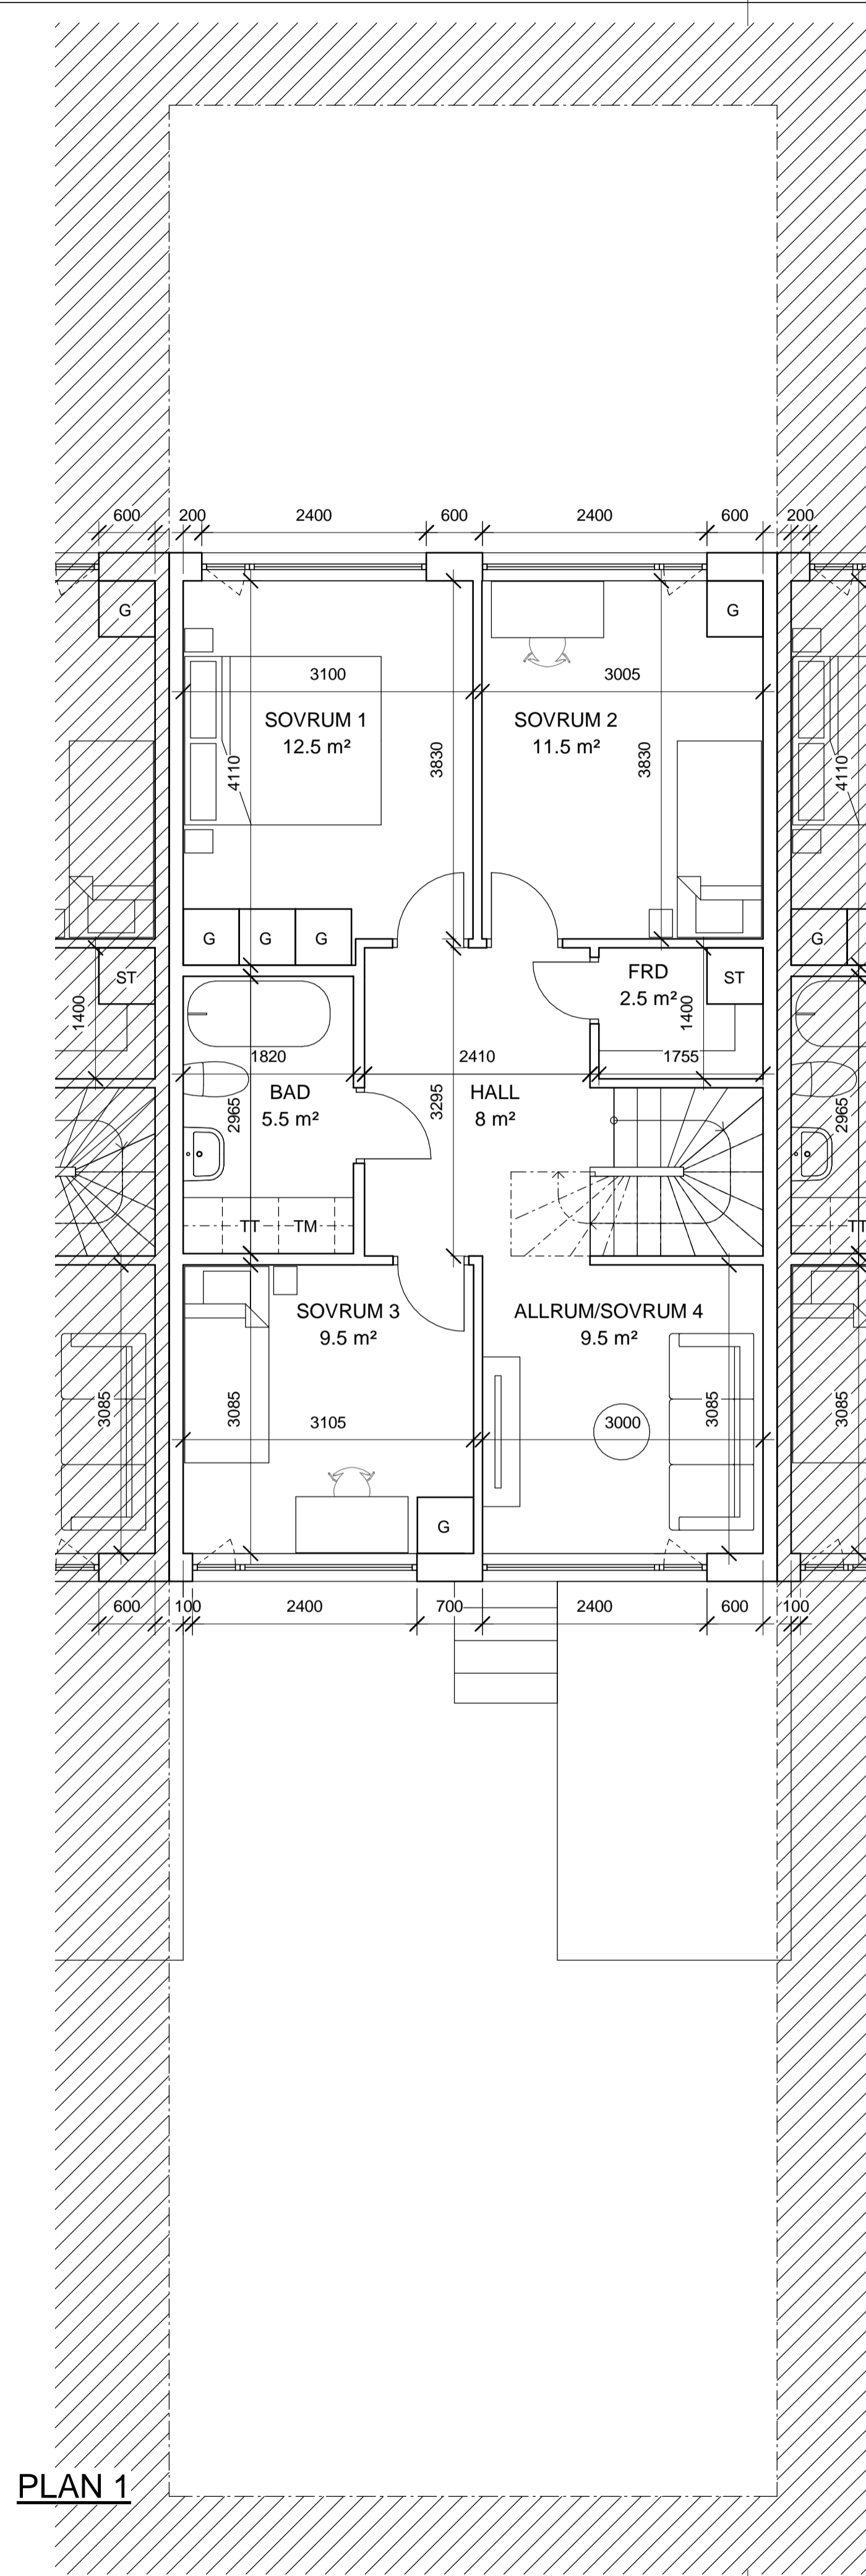 600 200 2400 600 2400 600 200
G G
3100 3005
SOVRUM 1 SOVRUM 2
12.5 m² 11.5 m²
4110 3830 3830 4110
G G G G
ST FRD ST
2.5 m²
1400 1400
1820 2410 1755
BAD HALL
5.5 m² 8 m²
2965 3295 2965
TT TM TT
SOVRUM 3 ALLRUM/SOVRUM 4
9.5 m² 9.5 m²
3085 3085 3085 3085
3105 3000
G
600 100 2400 700 2400 600 100
PLAN 1